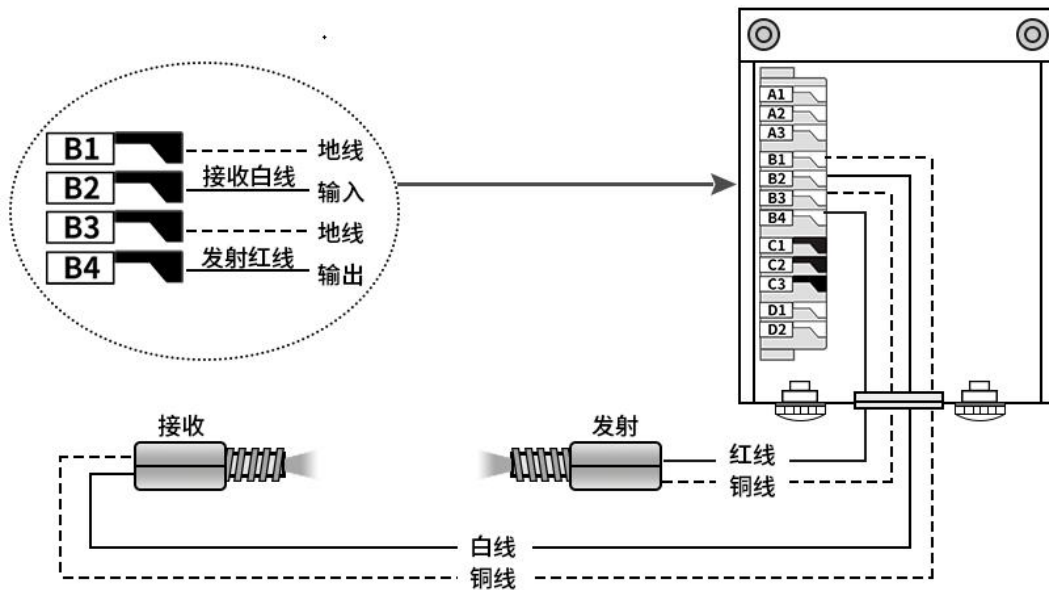 B1 地线
B2 接收白线 输入
B3 地线
B4 发射红线 输出
A1
A2
A3
B1
B2
B3
B4
C1
C2
C3
D1
D2
接收
发射
红线
铜线
白线
铜线